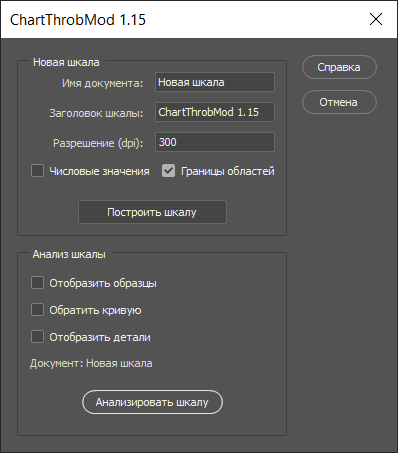 ChartThrobMod 1.15
Новая шкала
Имя документа: Новая шкала
Заголовок шкалы: ChartThrobMod 1.15
Разрешение (dpi): 300
Числовые значения Границы областей
Построить шкалу
Справка
Отмена
Анализ шкалы
Отобразить образцы
Обратить кривую
Отобразить детали
Документ: Новая шкала
Анализировать шкалу